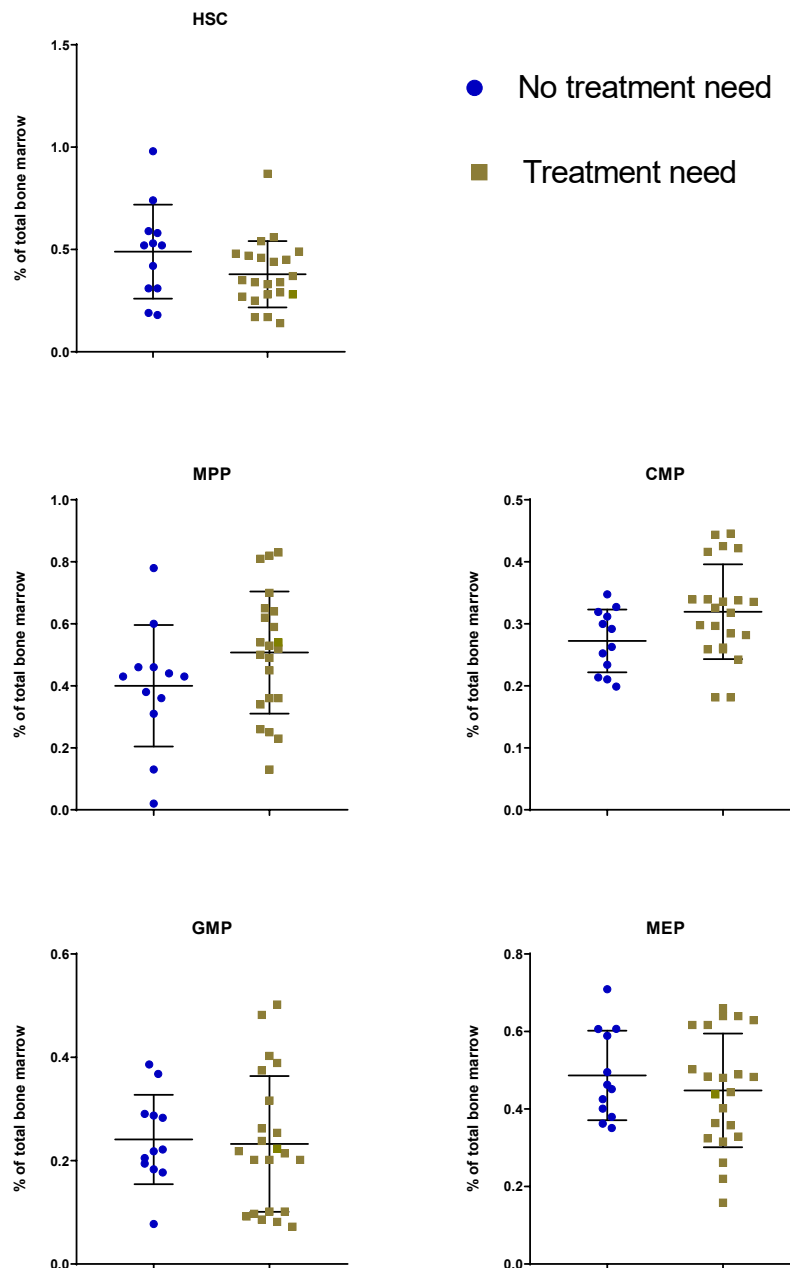 HSC
1.5
1.0
0.5
0.0
% of total bone marrow
No treatment need
Treatment need
MPP
1.0
0.8
0.6
0.4
0.2
0.0
% of total bone marrow
CMP
0.5
0.4
0.3
0.2
0.1
0.0
% of total bone marrow
GMP
0.6
0.4
0.2
0.0
% of total bone marrow
MEP
0.8
0.6
0.4
0.2
0.0
% of total bone marrow